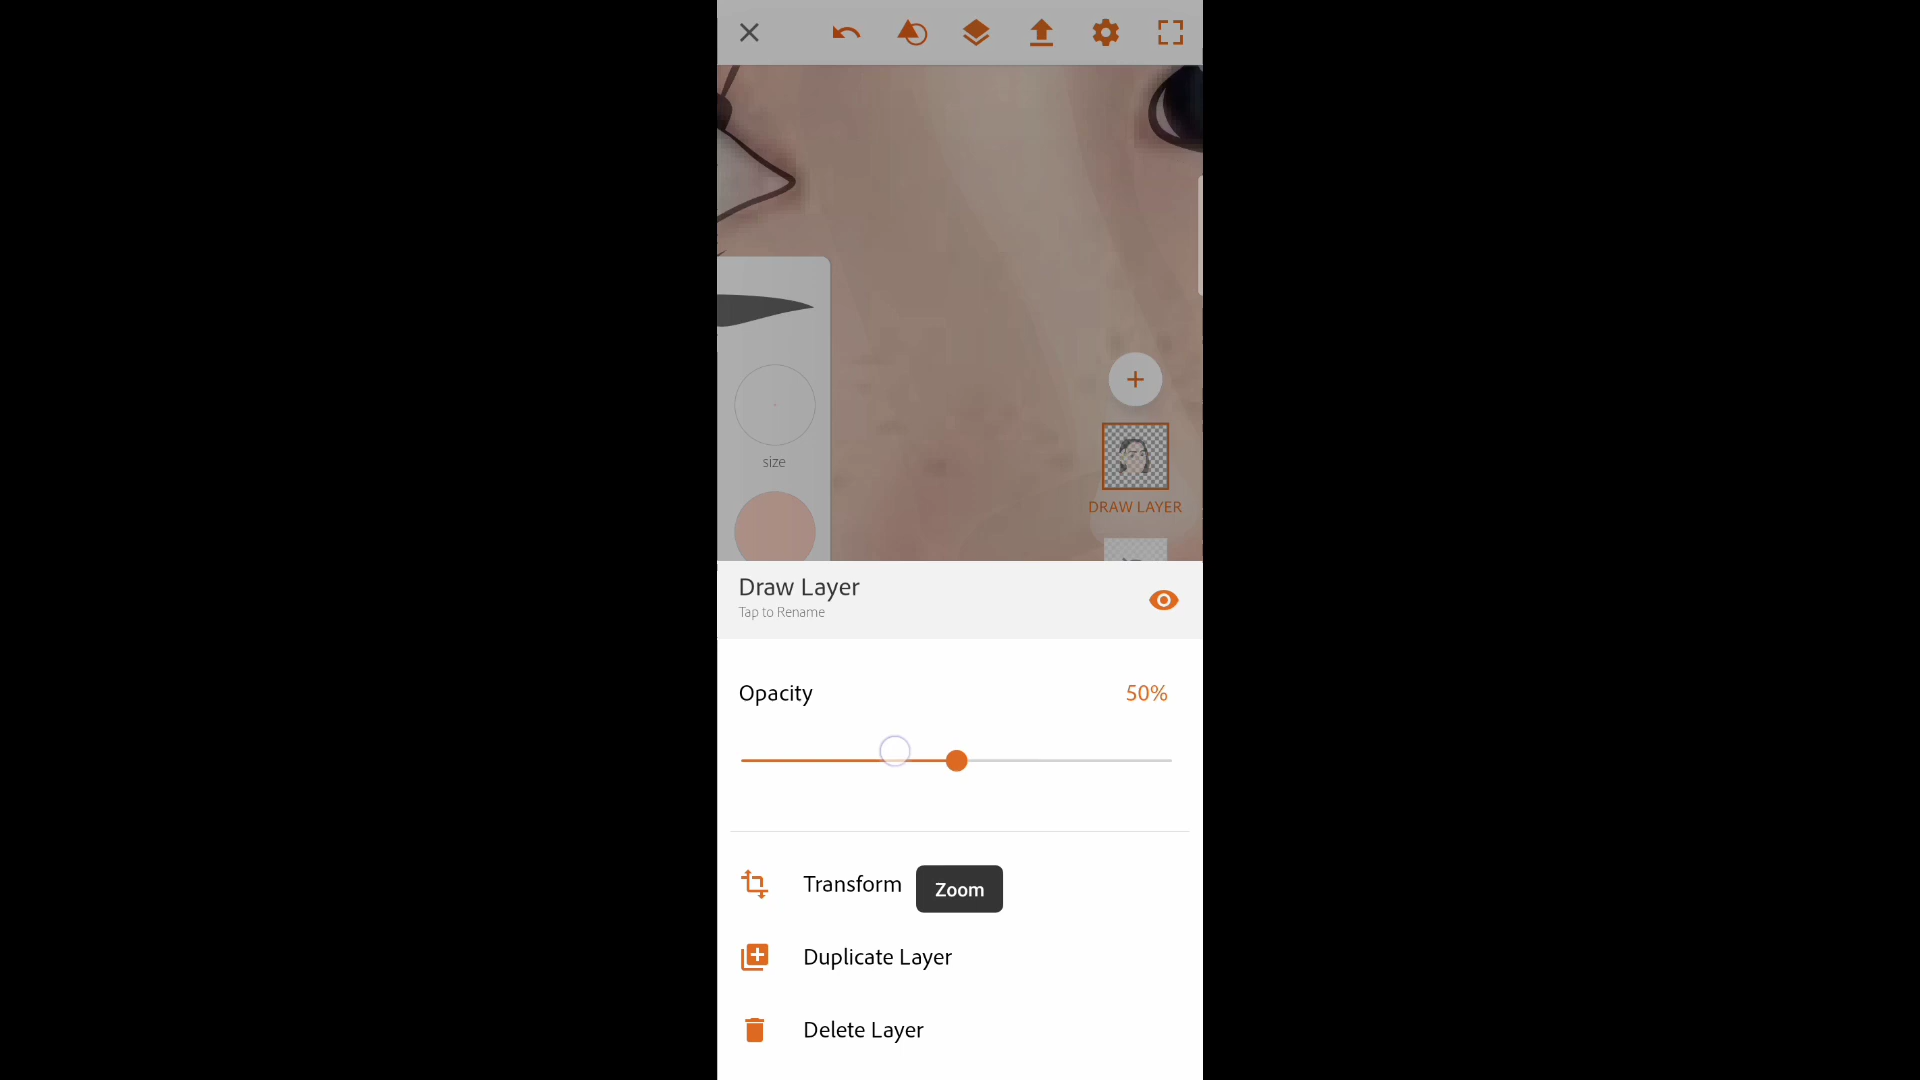 size
DRAW LAYER
Draw Layer
Tap to Rename
Opacity
50%
Transform
Zoom
Duplicate Layer
Delete Layer